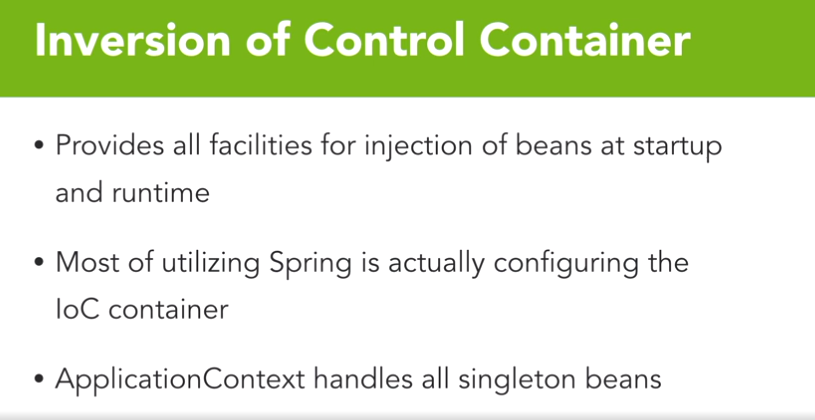 Inversion of Control Container
• Provides all facilities for injection of beans at startup
and runtime
• Most of utilizing Spring is actually configuring the
IoC container
• ApplicationContext handles all singleton beans